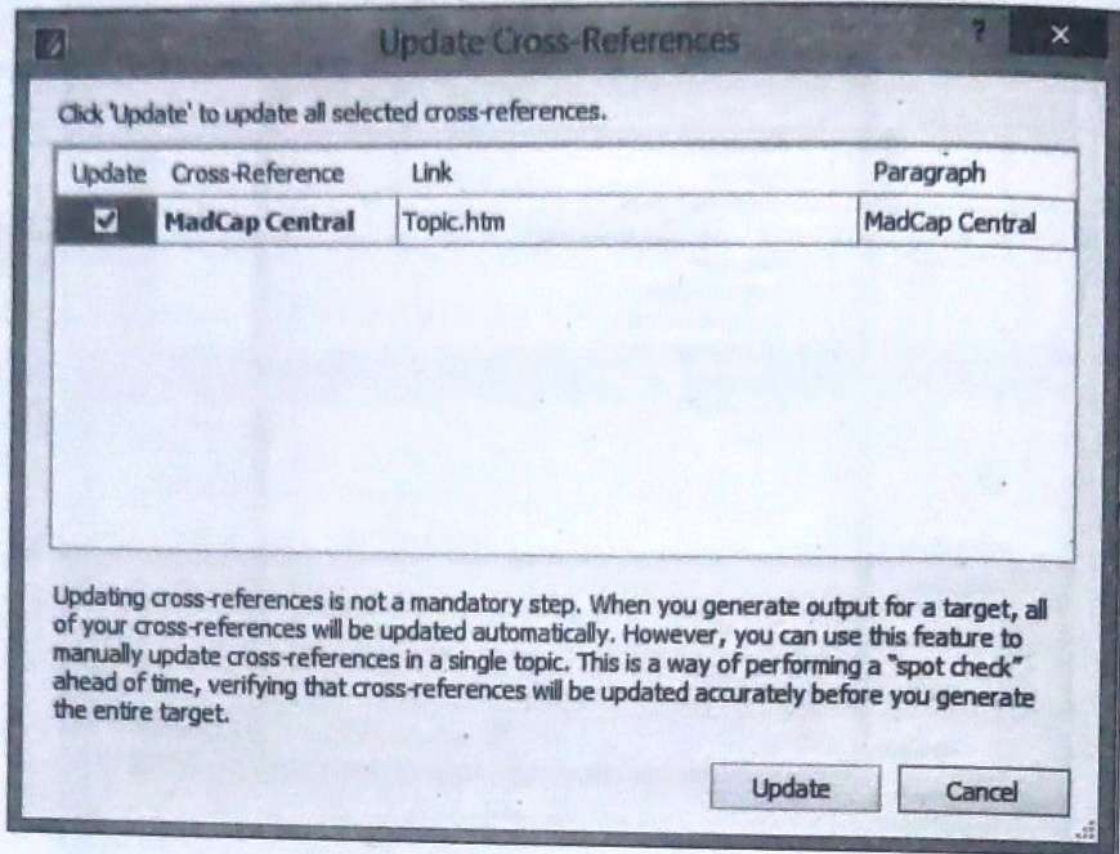 Update Cross-References ? ×
Click 'Update' to update all selected cross-references.
Update Cross-Reference Link Paragraph
MadCap Central Topic.htm MadCap Central
Updating cross-references is not a mandatory step. When you generate output for a target, all
of your cross-references will be updated automatically. However, you can use this feature to
manually update cross-references in a single topic. This is a way of performing a "spot check"
ahead of time, verifying that cross-references will be updated accurately before you generate
the entire target.
Update Cancel